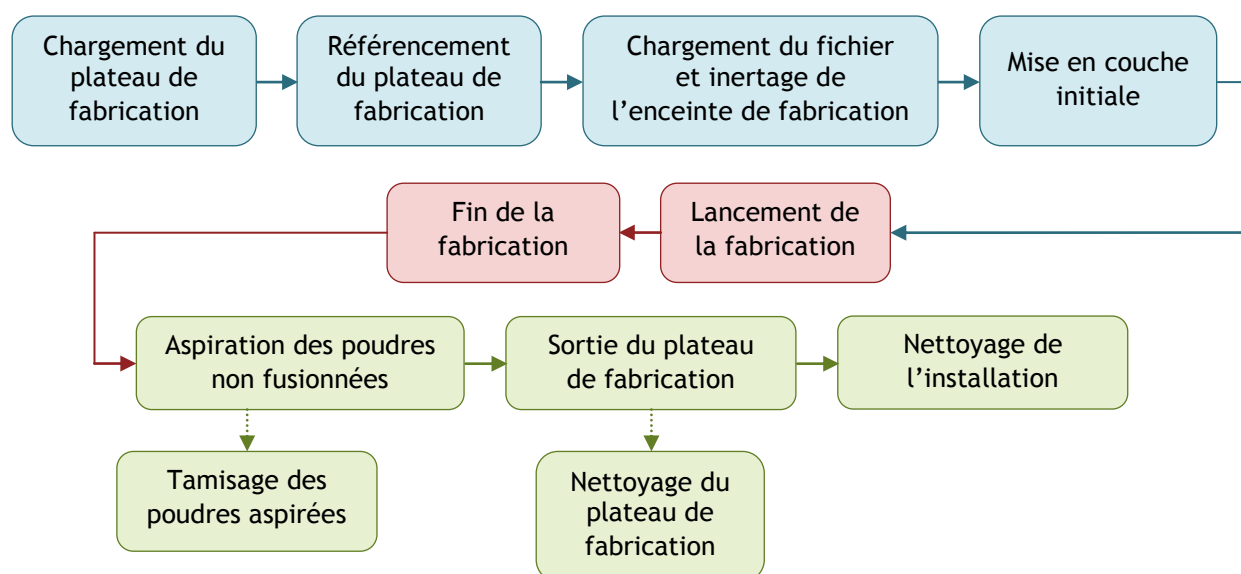 Chargement du
plateau de
fabrication
Référencement
du plateau de
fabrication
Chargement du fichier
et inertage de
l’enceinte de fabrication
Mise en couche
initiale
Lancement de
la fabrication
Fin de la
fabrication
Aspiration des poudres
non fusionnées
Sortie du plateau
de fabrication
Nettoyage de
l’installation
Tamisage des
poudres aspirées
Nettoyage du
plateau de
fabrication